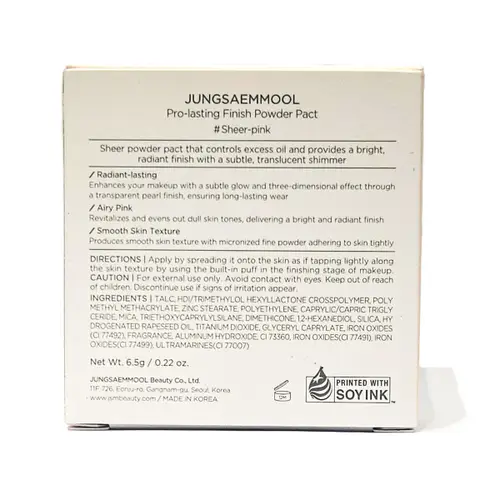 JUNGSAEMMOOL
Pro-lasting Finish Powder Pact
#Sheer-pink
Sheer powder pact that controls excess oil and provides a bright,
radiant finish with a subtle, translucent shimmer
/ Radiant-lasting
Enhances your makeup with a subtle glow and three-dimensional effect through
a transparent pearl finish, ensuring long-lasting wear
/ Airy Pink
Revitalizes and evens out dull skin tones, delivering a bright and radiant finish
/ Smooth Skin Texture
Produces smooth skin texture with micronized fine powder adhering to skin tightly
DIRECTIONS | Apply by spreading it onto the skin as if tapping lightly along
the skin texture by using the built-in puff in the finishing stage of makeup.
CAUTION | For external use only. Avoid contact with eyes. Keep out of reach
of children. Discontinue use if signs of irritation appear.
INGREDIENTS | TALC, HDI/TRIMETHYLOL HEXYLLACTONE CROSSPOLYMER, POLY
METHYL METHACRYLATE, ZINC STEARATE, POLYETHYLENE, CAPRYLIC/CAPRIC TRIGLY
CERIDE, MICA, TRIETHOXYCAPRYLYLSILANE, DIMETHICONE, 1,2-HEXANEDIOL, SILICA, HY
DROGENATED RAPESEED OIL, TITANIUM DIOXIDE, GLYCERYL CAPRYLATE, IRON OXIDES
(CI 77492), FRAGRANCE, ALUMINUM HYDROXIDE, CI 73360, IRON OXIDES(CI 77491), IRON
OXIDES(CI 77499), ULTRAMARINES(CI 77007)
Net Wt. 6.5g / 0.22 oz.
JUNGSAEMMOOL Beauty Co., Ltd.
11F 726, Eonju-ro, Gangnam-gu, Seoul, Korea
www.jsmbeauty.com / MADE IN KOREA
PRINTED WITH
SOY INK
TM